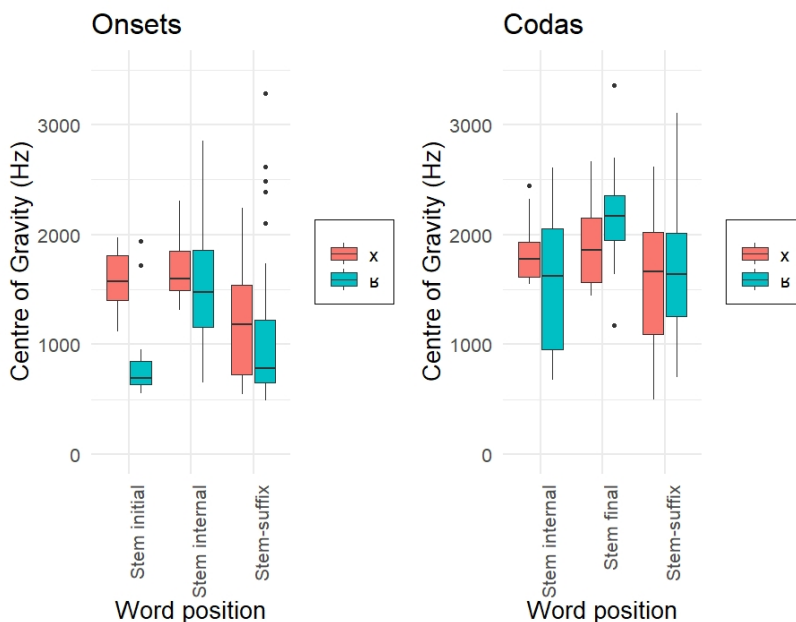 Onsets
Centre of Gravity (Hz)
3000
2000
1000
0
Stem initial
Stem internal
Stem-suffix
Word position
x
ʁ
Codas
Centre of Gravity (Hz)
3000
2000
1000
0
Stem internal
Stem final
Stem-suffix
Word position
x
ʁ